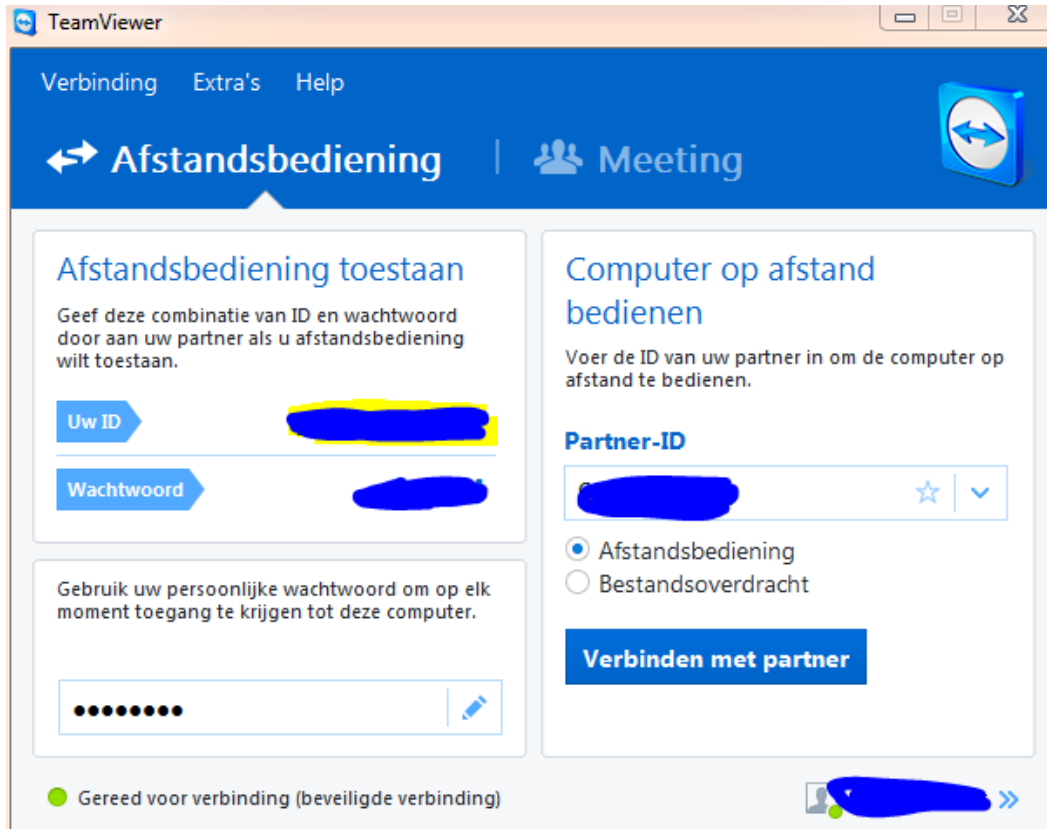 TeamViewer
Verbinding Extra's Help
Afstandsbediening Meeting
Afstandsbediening toestaan
Geef deze combinatie van ID en wachtwoord
door aan uw partner als u afstandsbediening
wilt toestaan.
Uw ID
Wachtwoord
Gebruik uw persoonlijke wachtwoord om op elk
moment toegang te krijgen tot deze computer.
••••••••
Computer op afstand
bedienen
Voer de ID van uw partner in om de computer op
afstand te bedienen.
Partner-ID
Afstandsbediening
Bestandsoverdracht
Verbinden met partner
Gereed voor verbinding (beveiligde verbinding)